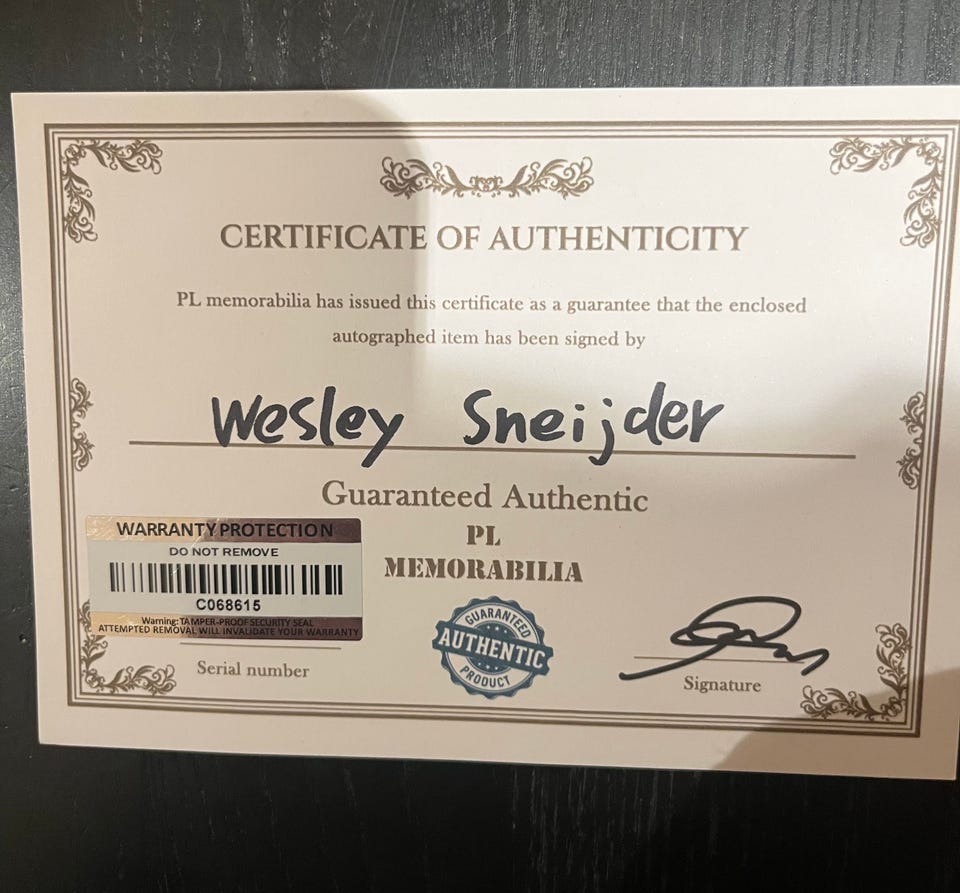 CERTIFICATE OF AUTHENTICITY
PL memorabilia has issued this certificate as a guarantee that the enclosed
autographed item has been signed by
Wesley Sneijder
Guaranteed Authentic
PL
MEMORABILIA
WARRANTY PROTECTION
DO NOT REMOVE
C068615
Warning: TAMPER-PROOF SECURITY SEAL
ATTEMPTED REMOVAL WILL INVALIDATE YOUR WARRANTY
Serial number
GUARANTEED
AUTHENTIC
PRODUCT
Signature